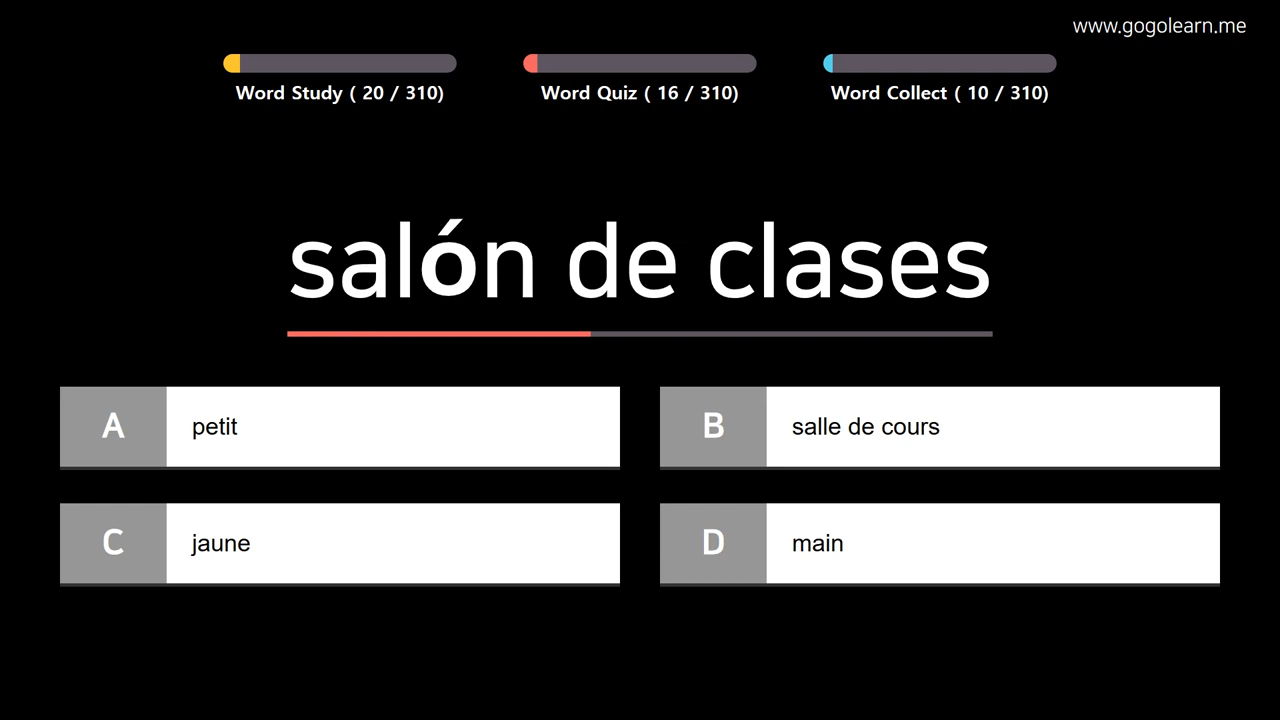 www.gogolearn.me
Word Study ( 20 / 310)
Word Quiz ( 16 / 310)
Word Collect ( 10 / 310)
salón de clases
A petit
B salle de cours
C jaune
D main